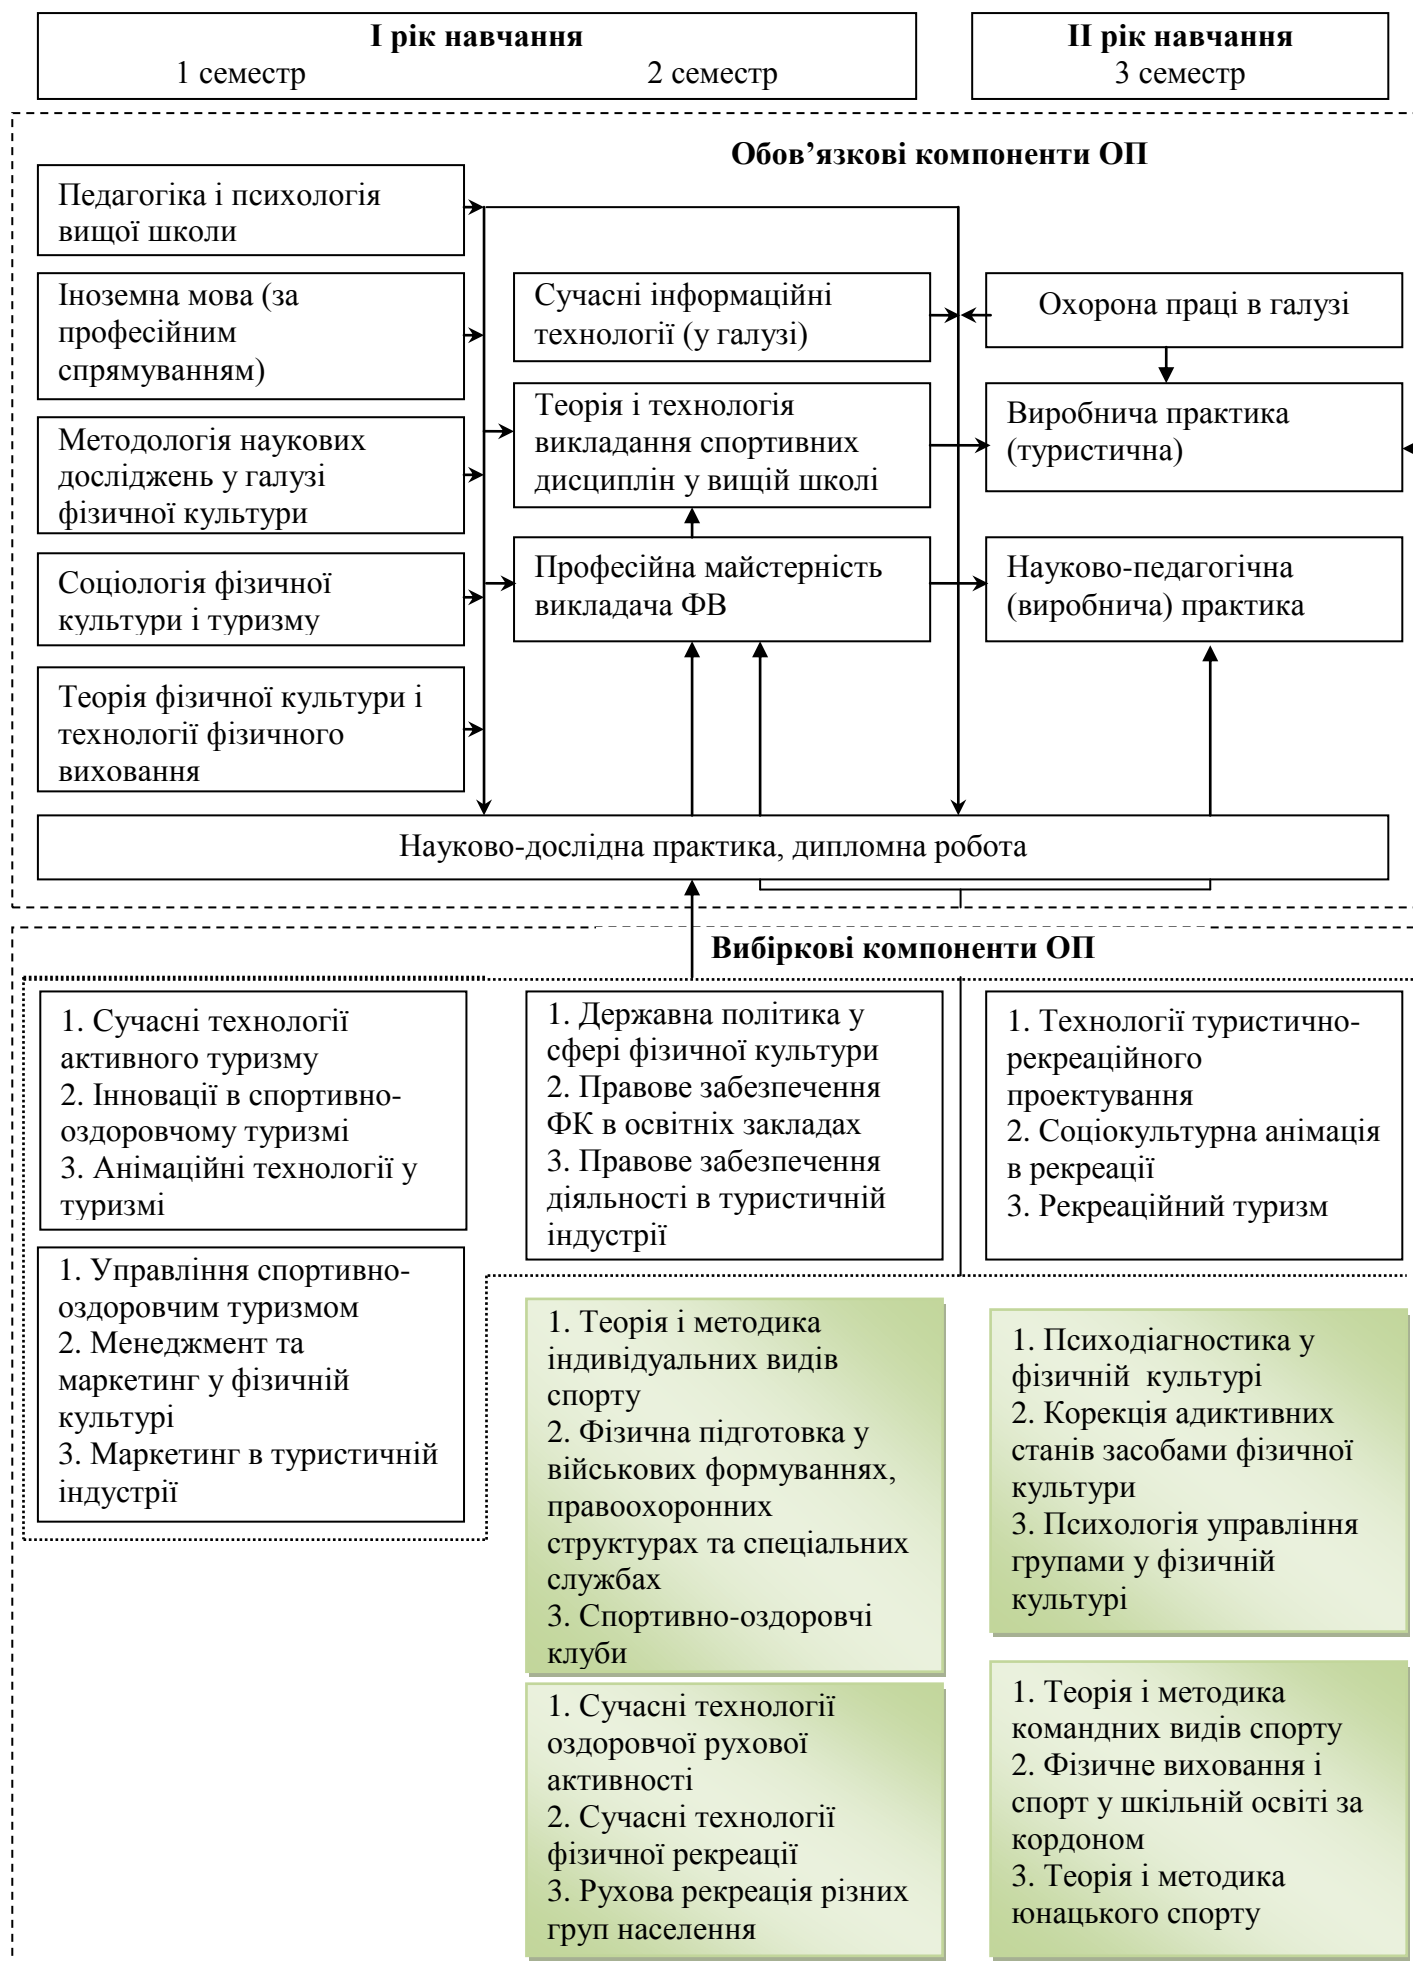 І рік навчання
1 семестр 2 семестр
ІІ рік навчання
3 семестр
Обов’язкові компоненти ОП
Педагогіка і психологія
вищої школи
Іноземна мова (за
професійним
спрямуванням)
Методологія наукових
досліджень у галузі
фізичної культури
Соціологія фізичної
культури і туризму
Теорія фізичної культури і
технології фізичного
виховання
Сучасні інформаційні
технології (у галузі)
Теорія і технологія
викладання спортивних
дисциплін у вищій школі
Професійна майстерність
викладача ФВ
Охорона праці в галузі
Виробнича практика
(туристична)
Науково-педагогічна
(виробнича) практика
Науково-дослідна практика, дипломна робота
Вибіркові компоненти ОП
1. Сучасні технології
активного туризму
2. Інновації в спортивно-
оздоровчому туризмі
3. Анімаційні технології у
туризмі
1. Управління спортивно-
оздоровчим туризмом
2. Менеджмент та
маркетинг у фізичній
культурі
3. Маркетинг в туристичній
індустрії
1. Державна політика у
сфері фізичної культури
2. Правове забезпечення
ФК в освітніх закладах
3. Правове забезпечення
діяльності в туристичній
індустрії
1. Теорія і методика
індивідуальних видів
спорту
2. Фізична підготовка у
військових формуваннях,
правоохоронних
структурах та спеціальних
службах
3. Спортивно-оздоровчі
клуби
1. Сучасні технології
оздоровчої рухової
активності
2. Сучасні технології
фізичної рекреації
3. Рухова рекреація різних
груп населення
1. Технології туристично-
рекреаційного
проектування
2. Соціокультурна анімація
в рекреації
3. Рекреаційний туризм
1. Психодіагностика у
фізичній культурі
2. Корекція адиктивних
станів засобами фізичної
культури
3. Психологія управління
групами у фізичній
культурі
1. Теорія і методика
командних видів спорту
2. Фізичне виховання і
спорт у шкільній освіті за
кордоном
3. Теорія і методика
юнацького спорту